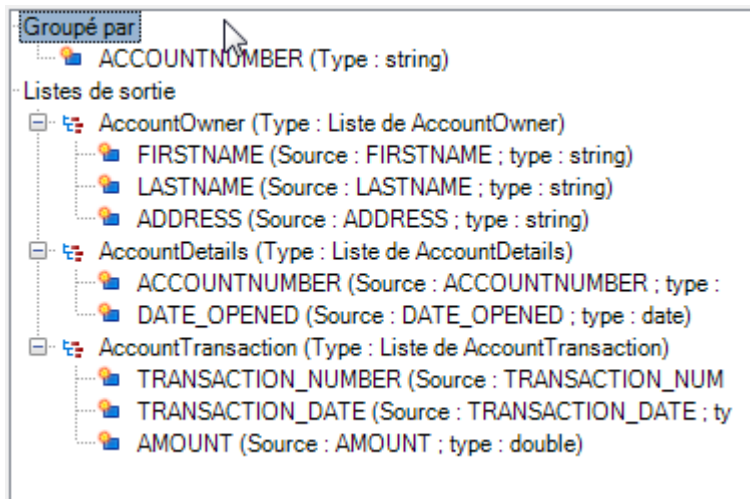 Groupé par
ACCOUNTNUMBER (Type : string)
Listes de sortie
AccountOwner (Type : Liste de AccountOwner)
FIRSTNAME (Source : FIRSTNAME ; type : string)
LASTNAME (Source : LASTNAME ; type : string)
ADDRESS (Source : ADDRESS ; type : string)
AccountDetails (Type : Liste de AccountDetails)
ACCOUNTNUMBER (Source : ACCOUNTNUMBER ; type :
DATE_OPENED (Source : DATE_OPENED ; type : date)
AccountTransaction (Type : Liste de AccountTransaction)
TRANSACTION_NUMBER (Source : TRANSACTION_NUM
TRANSACTION_DATE (Source : TRANSACTION_DATE ; ty
AMOUNT (Source : AMOUNT ; type : double)